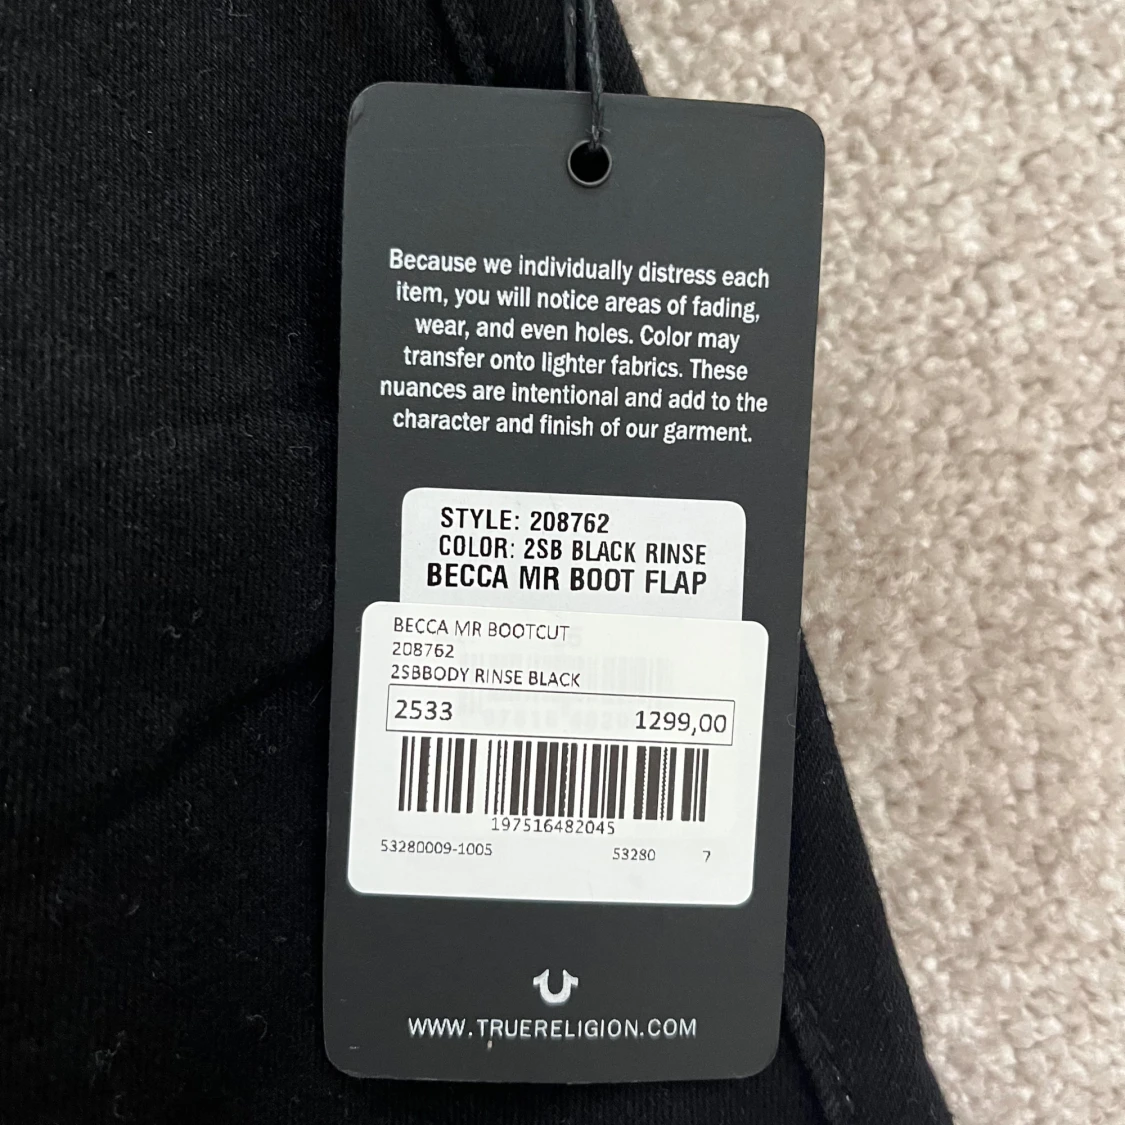 Because we individually distress each
item, you will notice areas of fading,
wear, and even holes. Color may
transfer onto lighter fabrics. These
nuances are intentional and add to the
character and finish of our garment.
STYLE: 208762
COLOR: 2SB BLACK RINSE
BECCA MR BOOT FLAP
BECCA MR BOOTCUT
208762
2SBBODY RINSE BLACK
2533 1299,00
197516482045
53280009-1005 53280 7
WWW.TRUERELIGION.COM